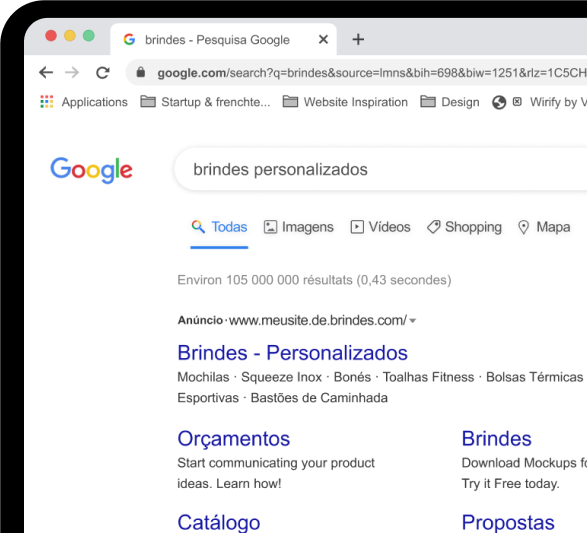 brindes - Pesquisa Google
google.com/search?q=brindes&source=lmns&bih=698&biw=1251&rlz=1C5CH
Applications Startup & frenchte... Website Inspiration Design Wirify by V
Google
brindes personalizados
Todas Imagens Vídeos Shopping Mapa
Environ 105 000 000 résultats (0,43 secondes)
Anúncio · www.meusite.de.brindes.com/
Brindes - Personalizados
Mochilas · Squeeze Inox · Bonés · Toalhas Fitness · Bolsas Térmicas
Esportivas · Bastões de Caminhada
Orçamentos
Start communicating your product
ideas. Learn how!
Brindes
Download Mockups fo
Try it Free today.
Catálogo
Propostas